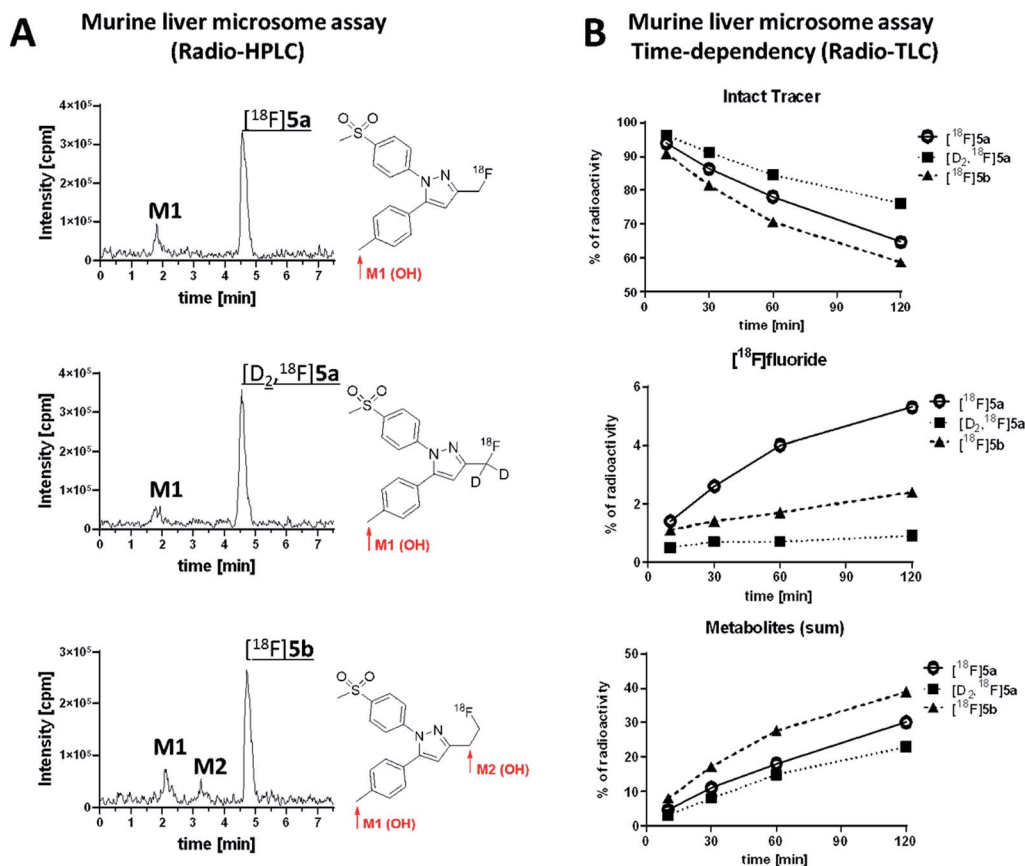 A
Murine liver microsome assay
(Radio-HPLC)
4×10⁵
3×10⁵
2×10⁵
1×10⁵
0
Intensity [cpm]
[¹⁸F]5a
M1
0 1 2 3 4 5 6 7
time [min]
O O
S
N N
¹⁸F
M1 (OH)
4×10⁵
3×10⁵
2×10⁵
1×10⁵
0
Intensity [cpm]
[D₂,¹⁸F]5a
M1
0 1 2 3 4 5 6 7
time [min]
O O
S
N N
¹⁸F
D D
M1 (OH)
3×10⁵
2×10⁵
1×10⁵
0
Intensity [cpm]
[¹⁸F]5b
M1
M2
0 1 2 3 4 5 6 7
time [min]
O O
S
N N
¹⁸F
M2 (OH)
M1 (OH)
B
Murine liver microsome assay
Time-dependency (Radio-TLC)
Intact Tracer
100
90
80
70
60
50
% of radioactivity
0 30 60 90 120
time [min]
[¹⁸F]5a
[D₂,¹⁸F]5a
[¹⁸F]5b
[¹⁸F]fluoride
6
4
2
0
% of radioactivity
0 30 60 90 120
time [min]
[¹⁸F]5a
[D₂,¹⁸F]5a
[¹⁸F]5b
Metabolites (sum)
50
40
30
20
10
0
% of radioactivity
0 30 60 90 120
time [min]
[¹⁸F]5a
[D₂,¹⁸F]5a
[¹⁸F]5b